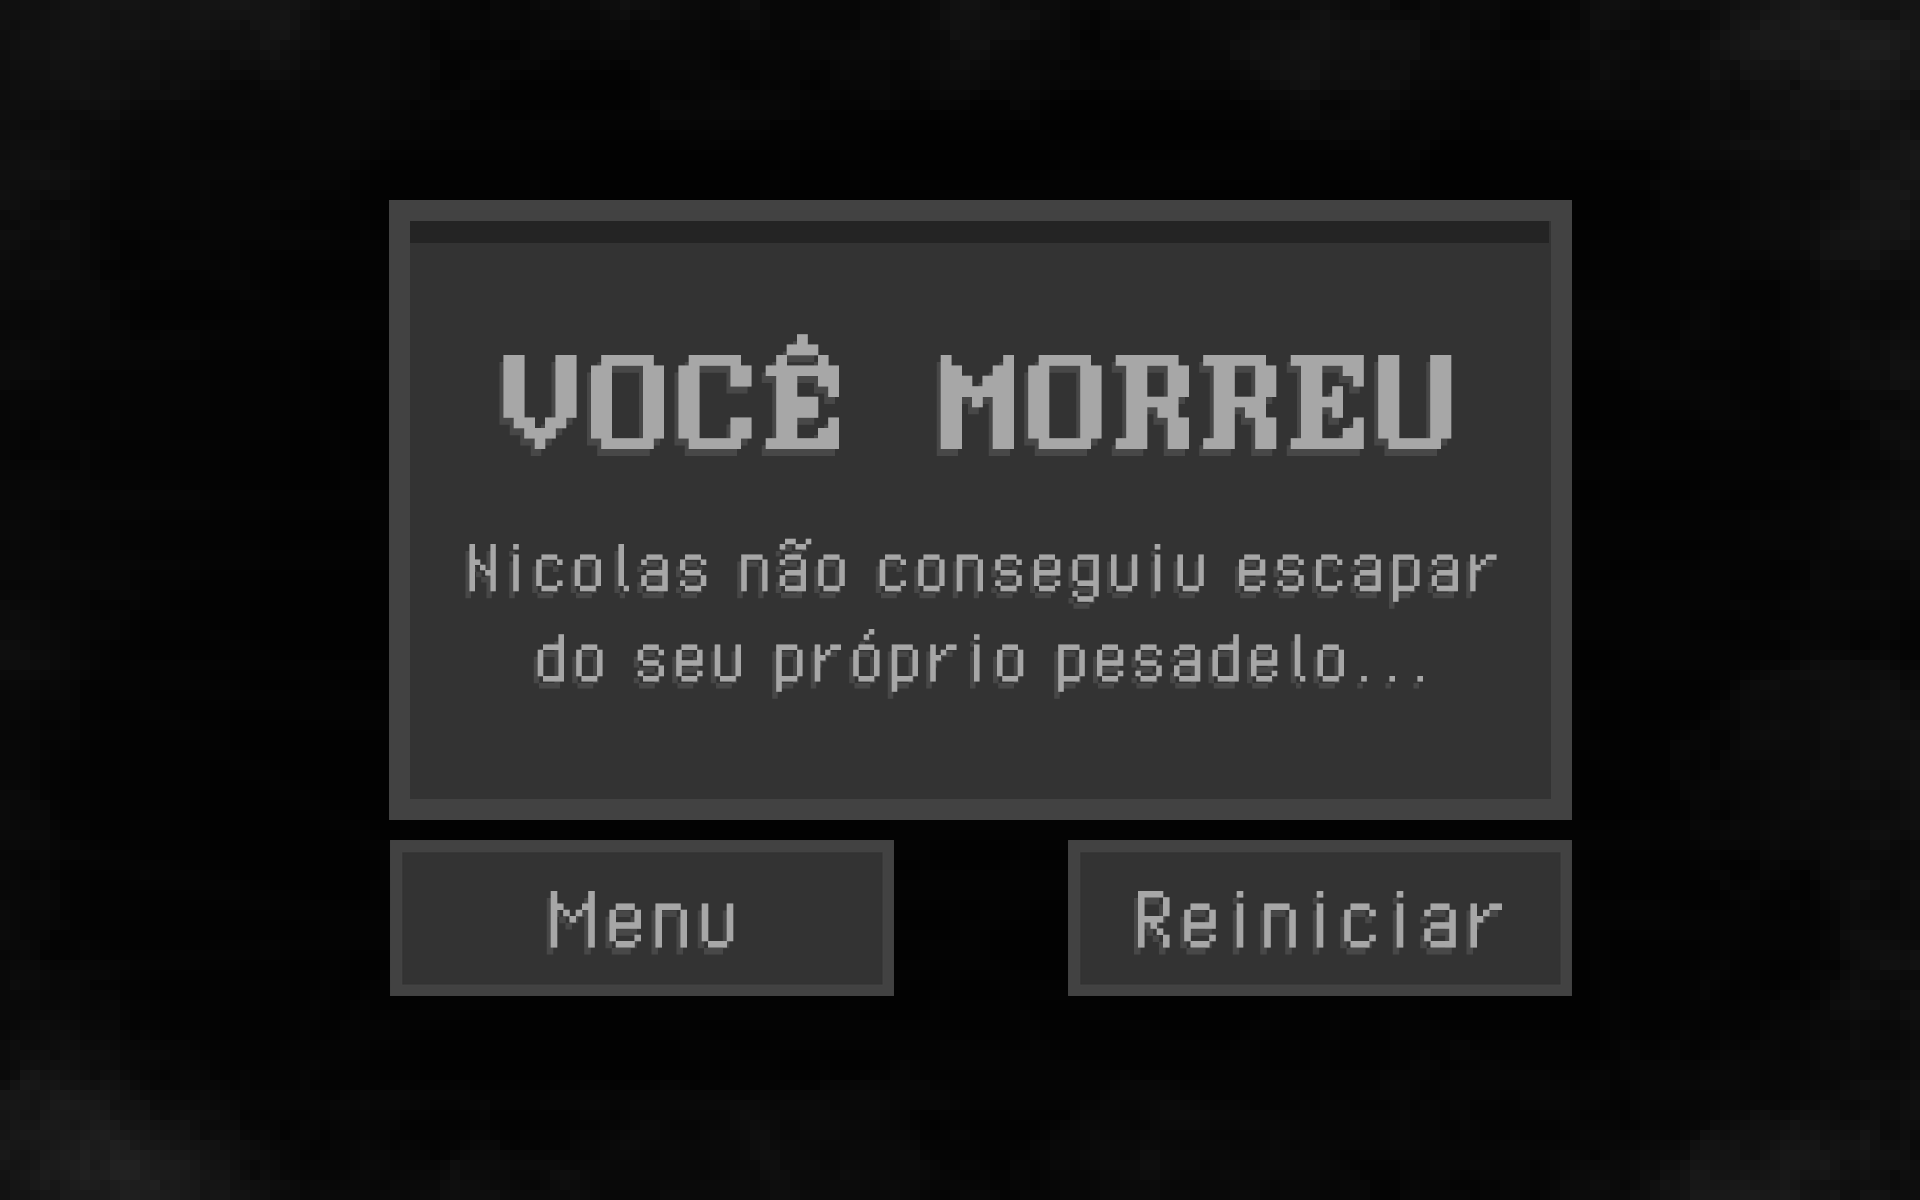 VOCÊ MORREU
Nicolas não conseguiu escapar
do seu próprio pesadelo...
Menu
Reiniciar